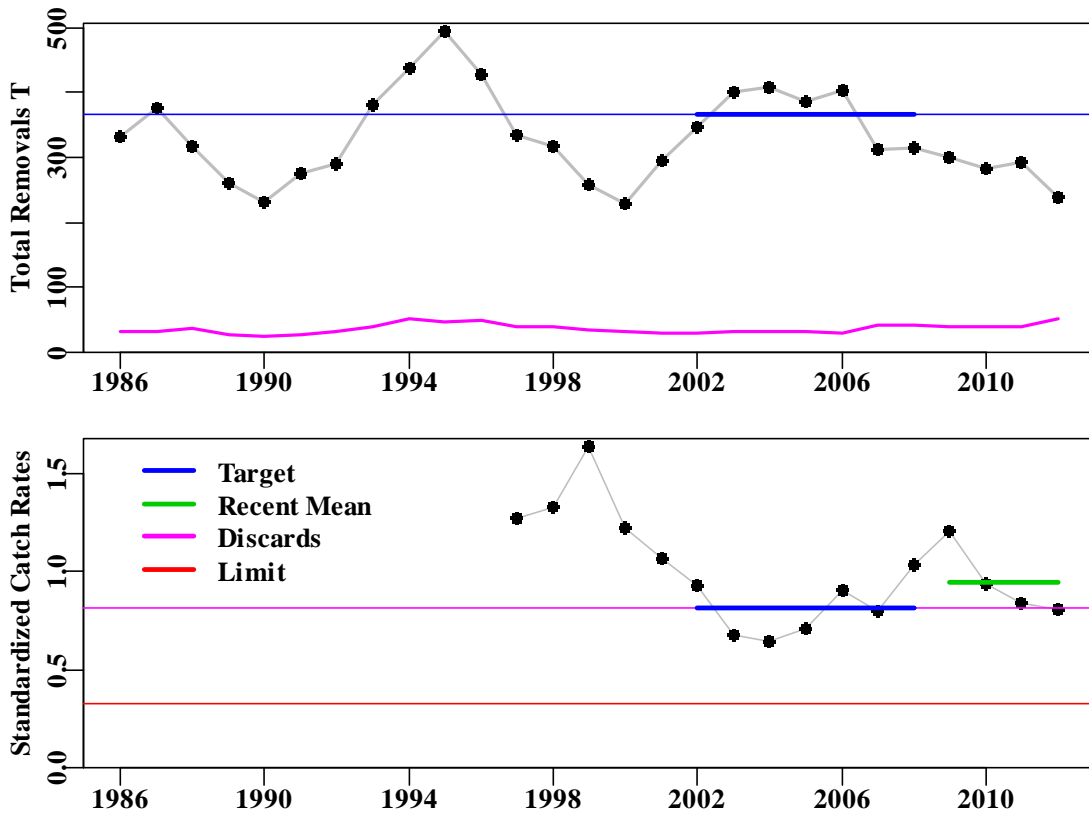 Total Removals T
500
300
100
0
1986 1990 1994 1998 2002 2006 2010
Standardized Catch Rates
1.5
1.0
0.5
0.0
Target
Recent Mean
Discards
Limit
1986 1990 1994 1998 2002 2006 2010